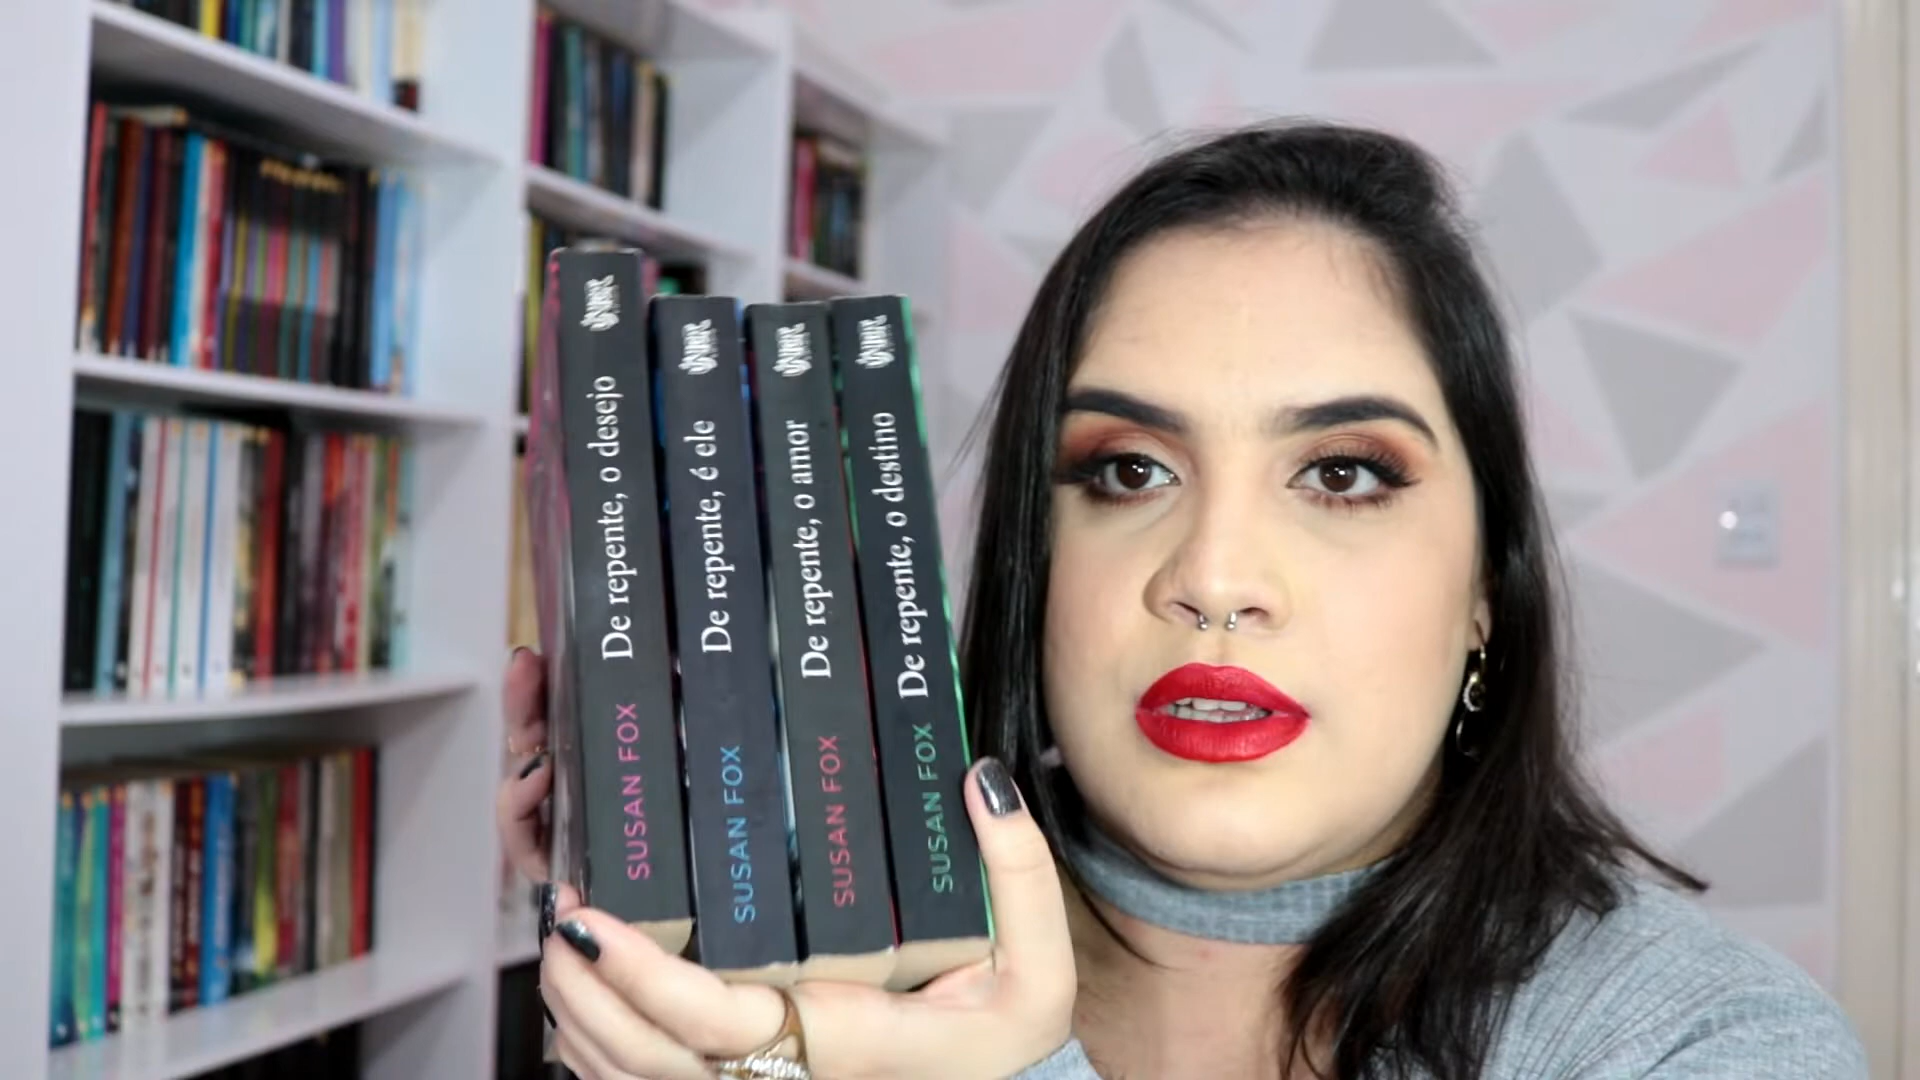 De repente, o desejo
SUSAN FOX
De repente, é ele
SUSAN FOX
De repente, o amor
SUSAN FOX
De repente, o destino
SUSAN FOX